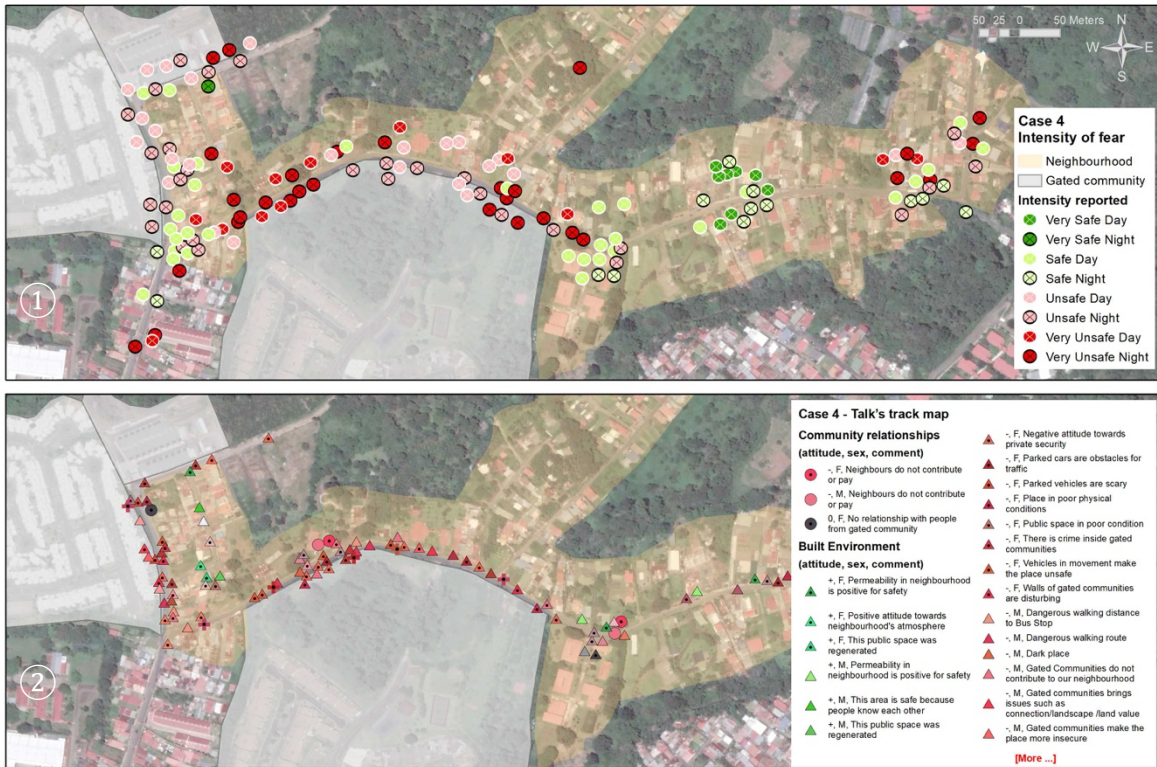 50 25 0 50 Meters
N
W E
S
Case 4
Intensity of fear
Neighbourhood
Gated community
Intensity reported
Very Safe Day
Very Safe Night
Safe Day
Safe Night
Unsafe Day
Unsafe Night
Very Unsafe Day
Very Unsafe Night
1
Case 4 - Talk's track map
Community relationships
(attitude, sex, comment)
-, F, Neighbours do not contribute
or pay
-, M, Neighbours do not contribute
or pay
0, F, No relationship with people
from gated community
Built Environment
(attitude, sex, comment)
+, F, Permeability in neighbourhood
is positive for safety
+, F, Positive attitude towards
neighbourhood's atmosphere
+, F, This public space was
regenerated
+, M, Permeability in
neighbourhood is positive for safety
+, M, This area is safe because
people know each other
+, M, This public space was
regenerated
-, F, Negative attitude towards
private security
-, F, Parked cars are obstacles for
traffic
-, F, Parked vehicles are scary
-, F, Place in poor physical
conditions
-, F, Public space in poor condition
-, F, There is crime inside gated
communities
-, F, Vehicles in movement make
the place unsafe
-, F, Walls of gated communities
are disturbing
-, M, Dangerous walking distance
to Bus Stop
-, M, Dangerous walking route
-, M, Dark place
-, M, Gated Communities do not
contribute to our neighbourhood
-, M, Gated communities brings
issues such as
connection/landscape /land value
-, M, Gated communities make the
place more insecure
[More ...]
2